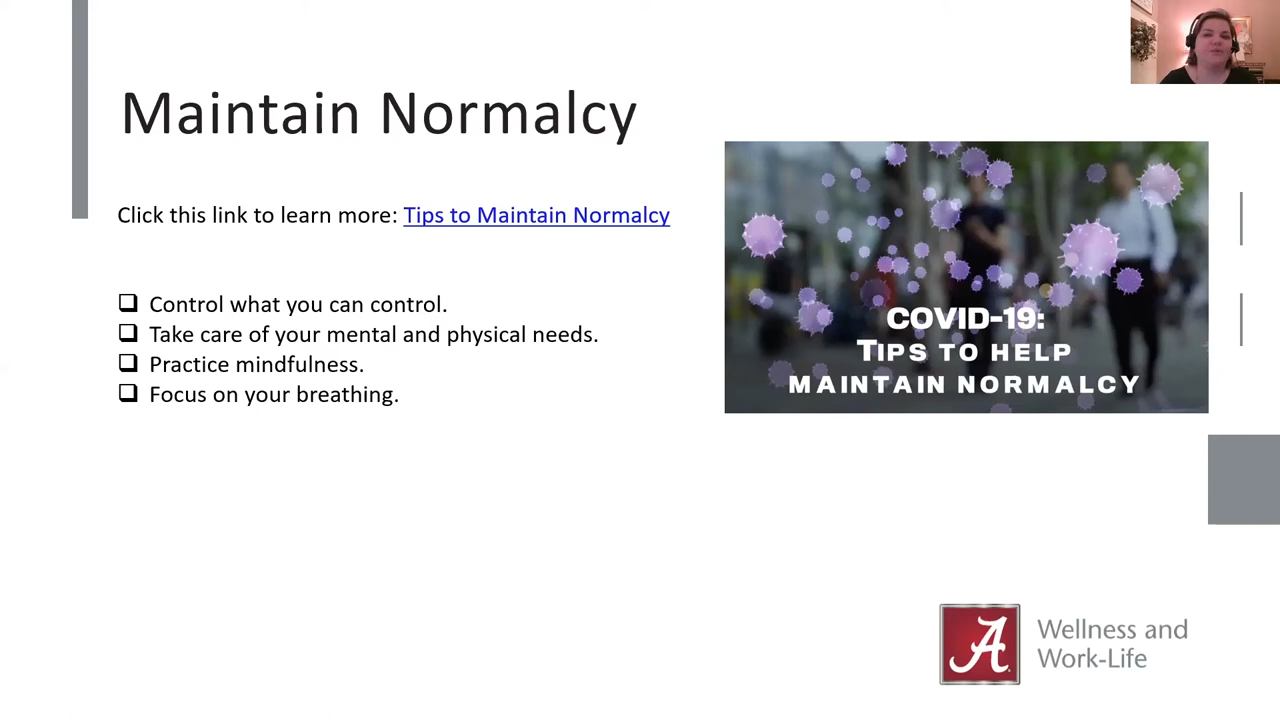 Maintain Normalcy
Click this link to learn more: Tips to Maintain Normalcy
❑ Control what you can control.
❑ Take care of your mental and physical needs.
❑ Practice mindfulness.
❑ Focus on your breathing.
COVID-19:
TIPS TO HELP
MAINTAIN NORMALCY
A
Wellness and
Work-Life